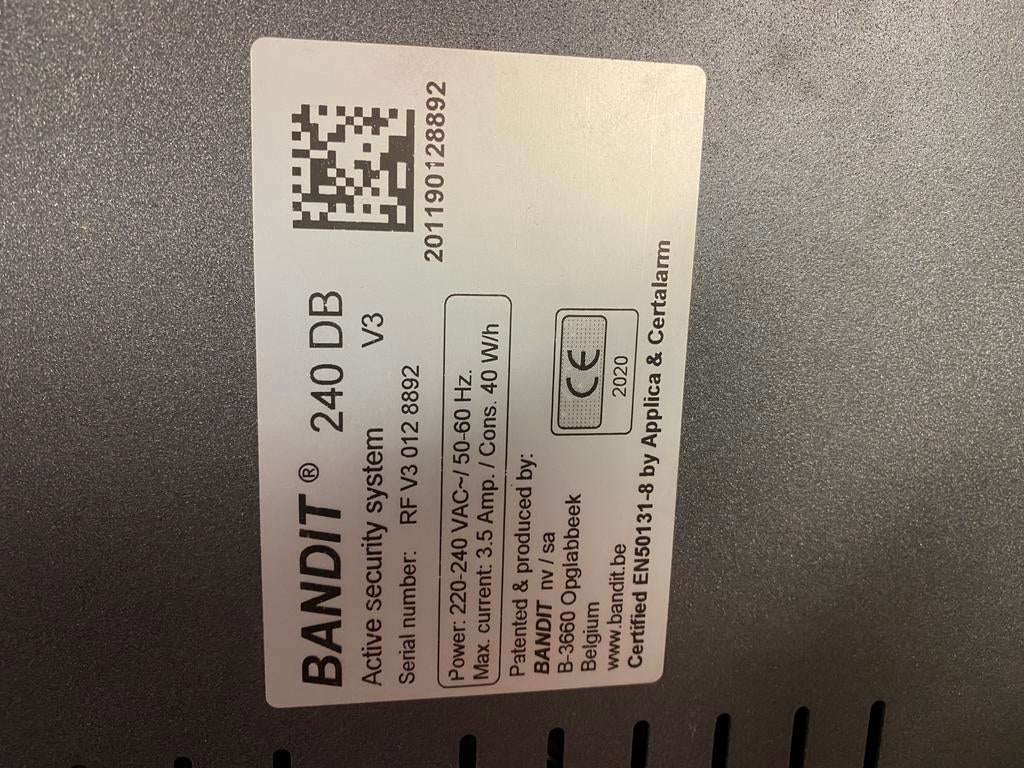 BANDIT ® 240 DB
Active security system V3
Serial number: RF V3 012 8892
201190128892
Power: 220-240 VAC~/ 50-60 Hz.
Max. current: 3.5 Amp. / Cons. 40 W/h
Patented & produced by:
BANDIT nv / sa
B-3660 Opglabbeek
Belgium
www.bandit.be
CE
2020
Certified EN50131-8 by Applica & Certalarm